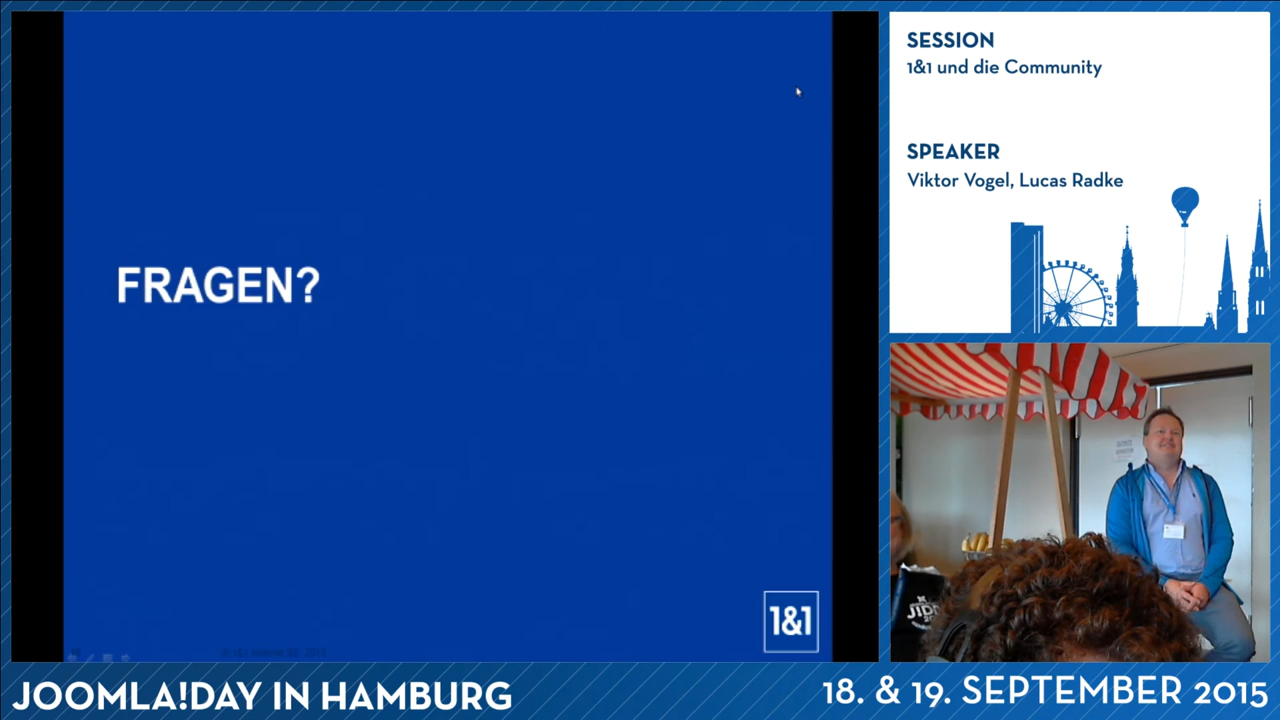 FRAGEN?
1&1
SESSION
1&1 und die Community
SPEAKER
Viktor Vogel, Lucas Radke
JOOMLA!DAY IN HAMBURG
18. & 19. SEPTEMBER 2015